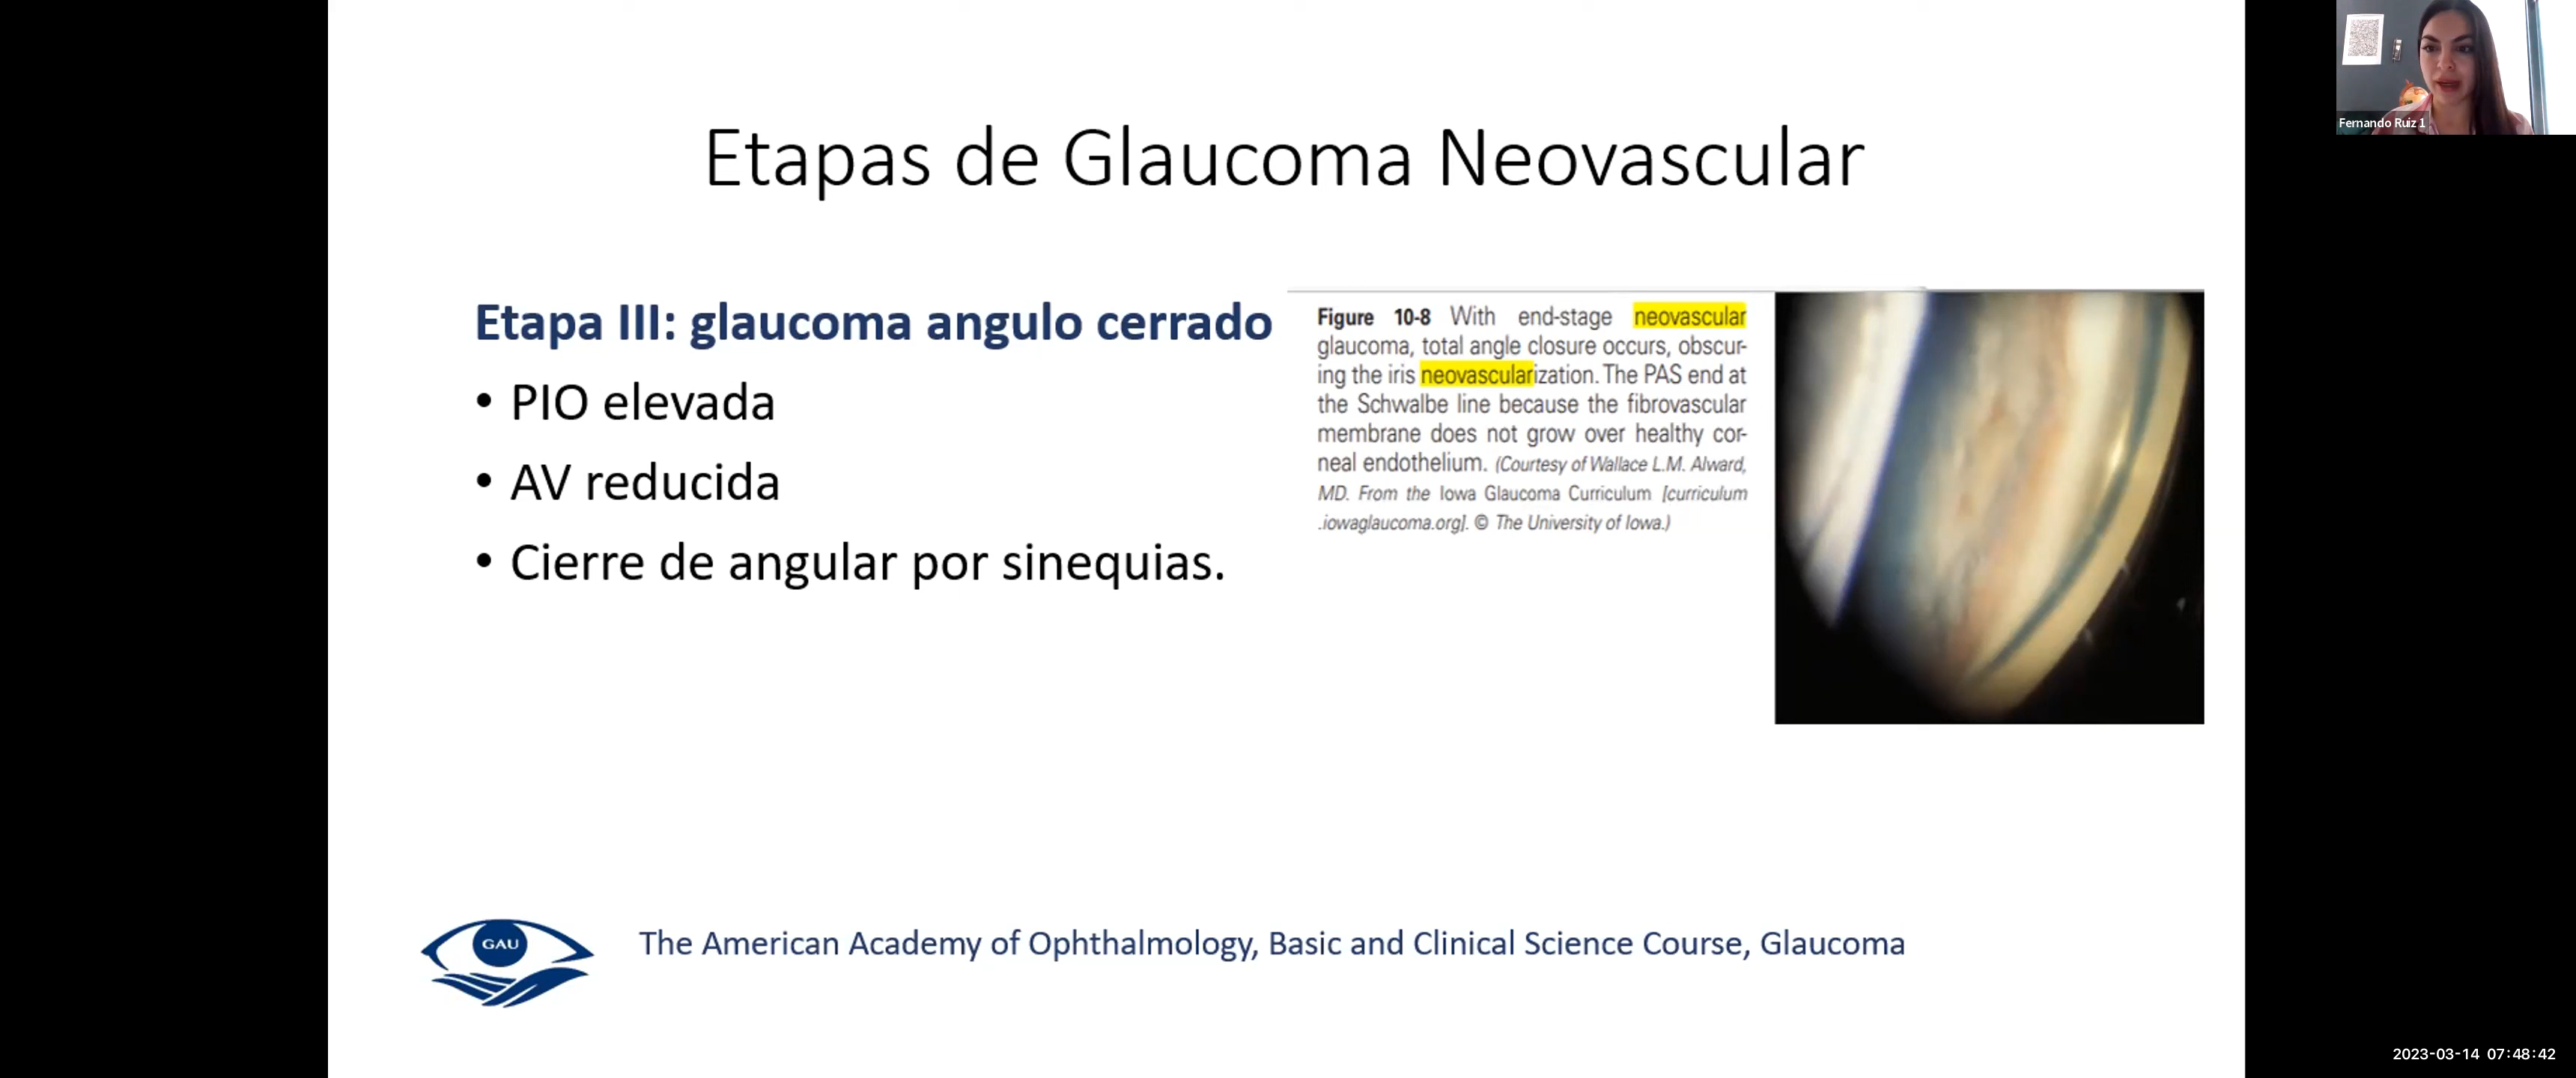 Etapas de Glaucoma Neovascular
Etapa III: glaucoma angulo cerrado
• PIO elevada
• AV reducida
• Cierre de angular por sinequias.
Figure 10-8 With end-stage neovascular
glaucoma, total angle closure occurs, obscur-
ing the iris neovascularization. The PAS end at
the Schwalbe line because the fibrovascular
membrane does not grow over healthy cor-
neal endothelium. (Courtesy of Wallace L.M. Alward,
MD. From the Iowa Glaucoma Curriculum [curriculum
.iowaglaucoma.org]. © The University of Iowa.)
GAU
The American Academy of Ophthalmology, Basic and Clinical Science Course, Glaucoma
Fernando Ruiz 1
2023-03-14 07:48:42